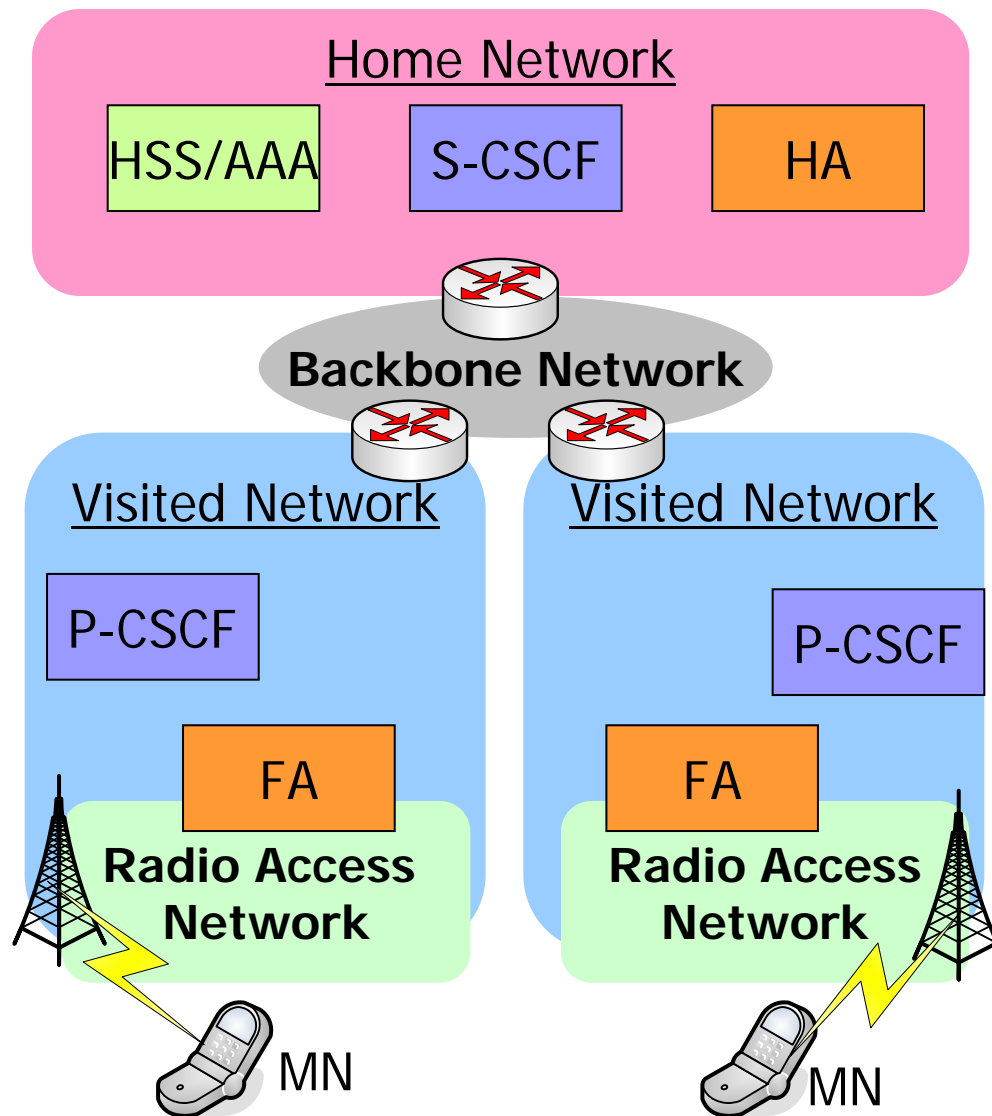 Home Network
HSS/AAA
S-CSCF
HA
Backbone Network
Visited Network
Visited Network
P-CSCF
P-CSCF
FA
FA
Radio Access
Network
Radio Access
Network
MN
MN